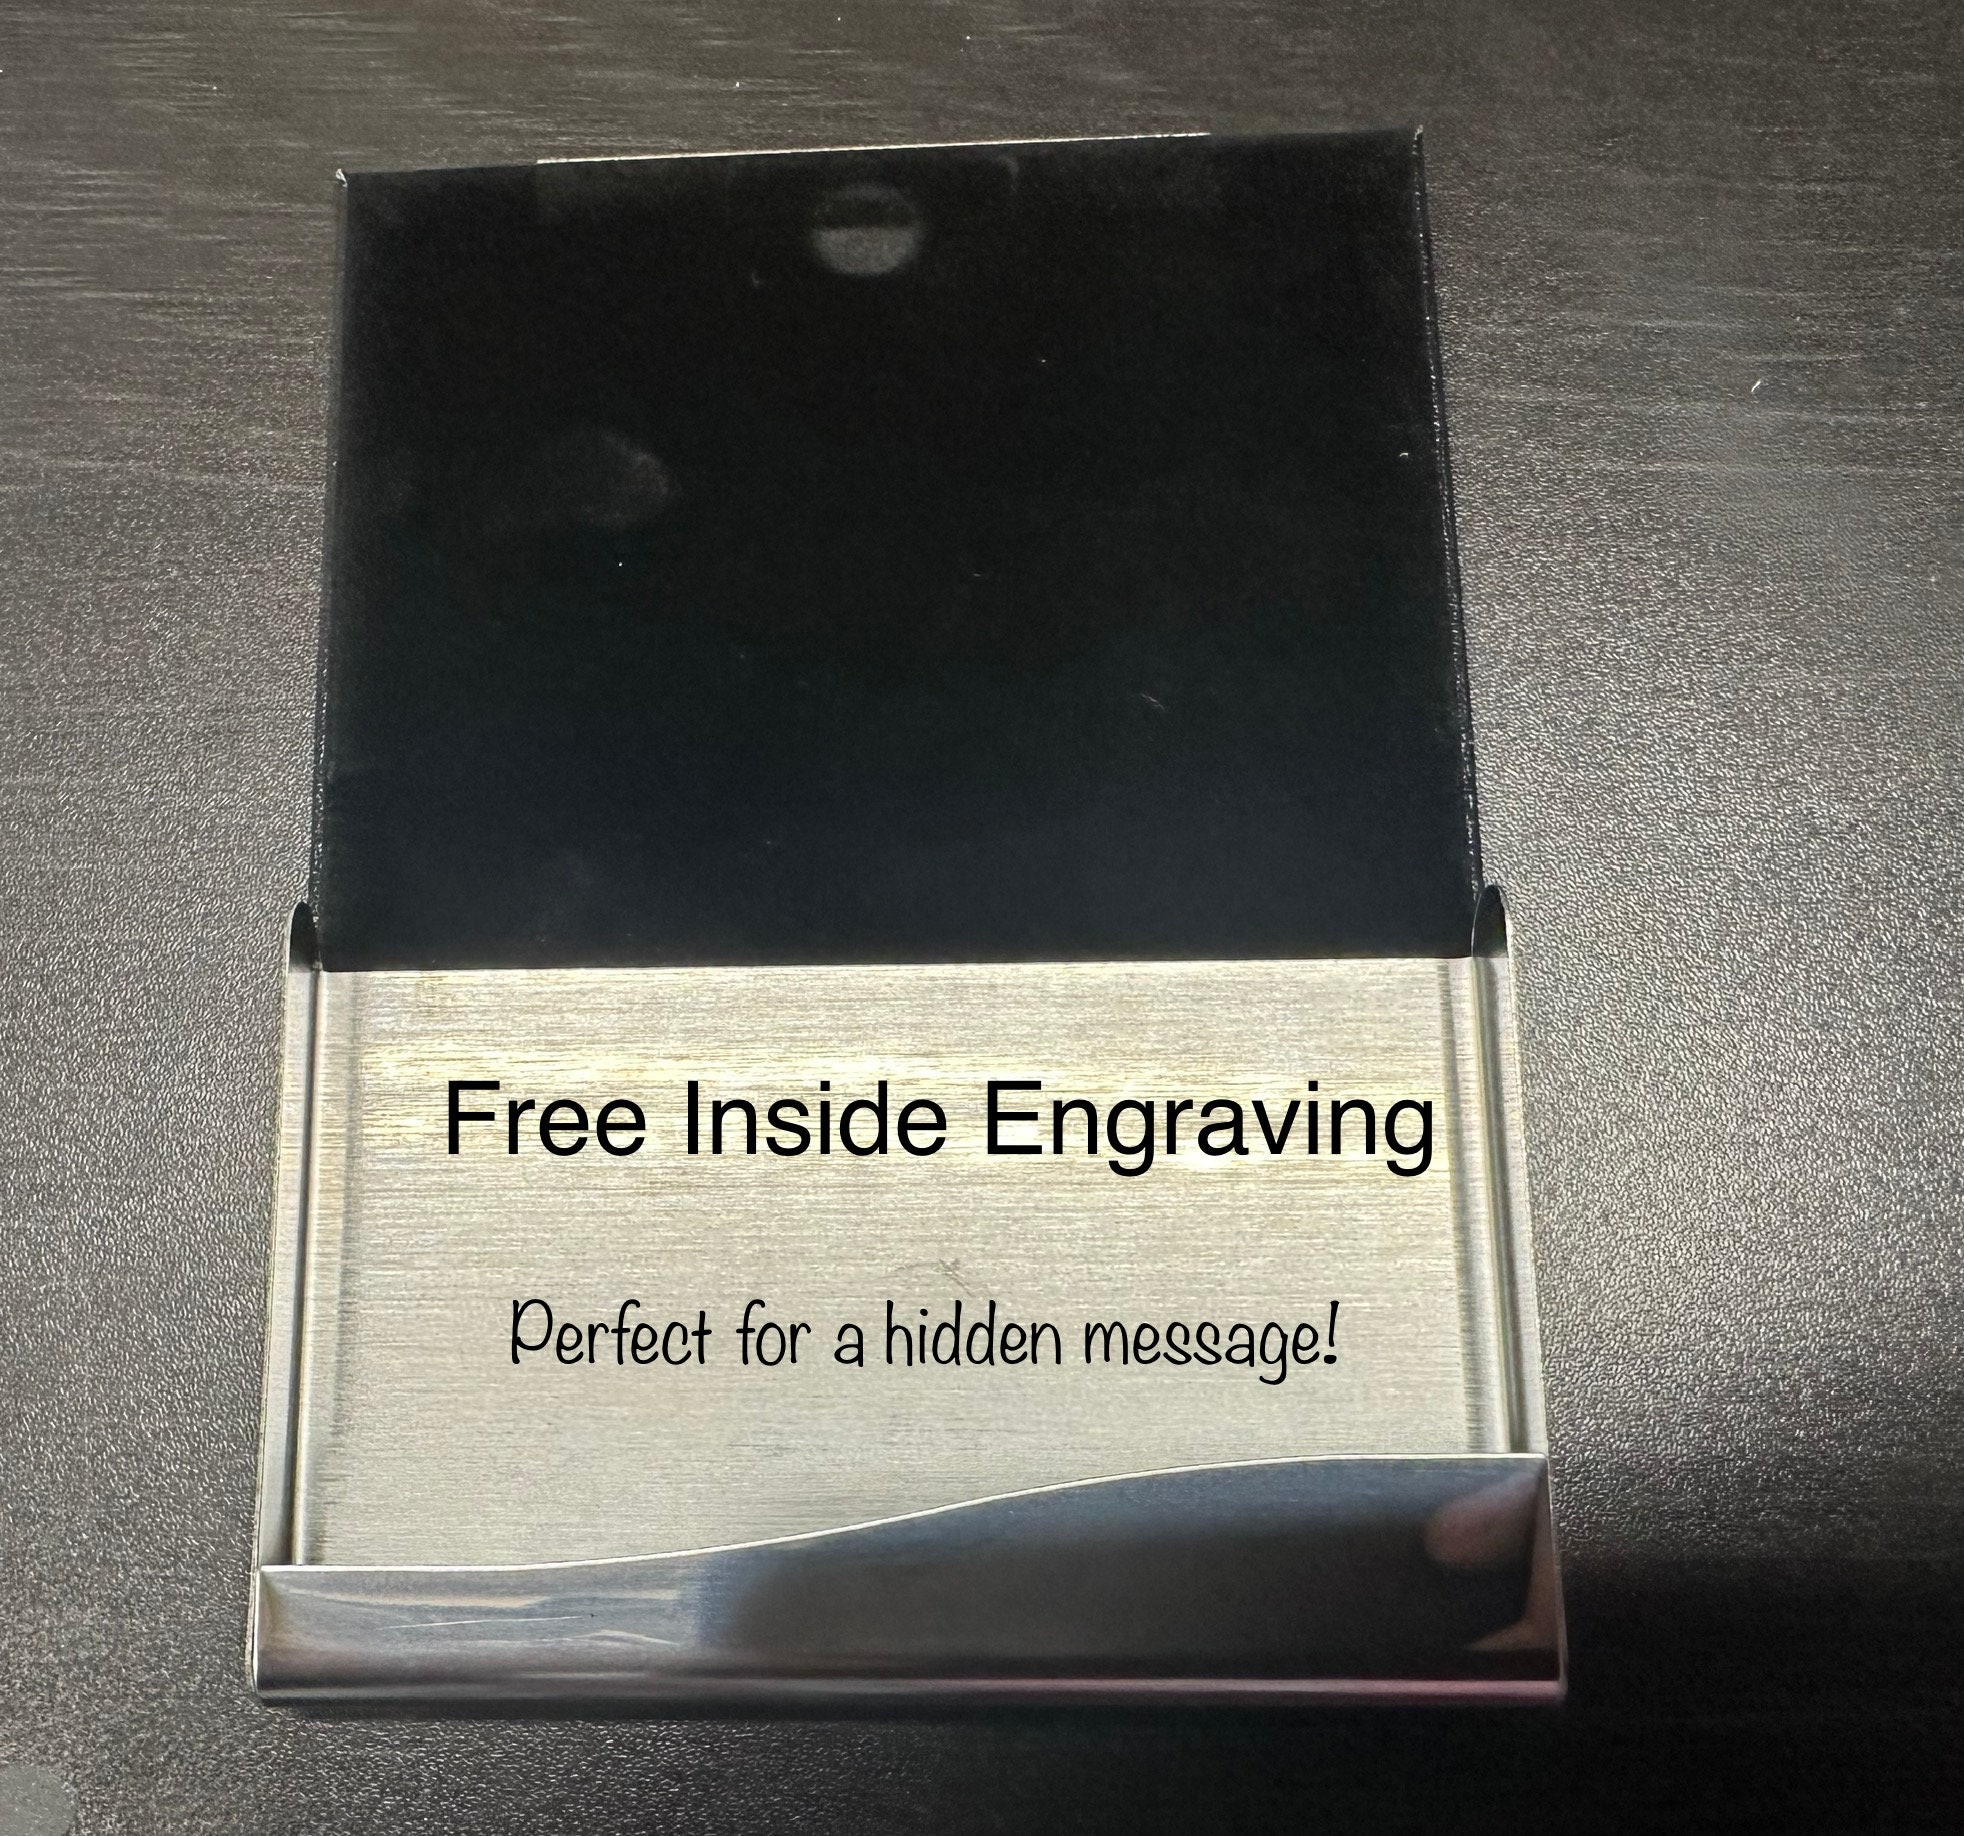 Free Inside Engraving
Perfect for a hidden message!